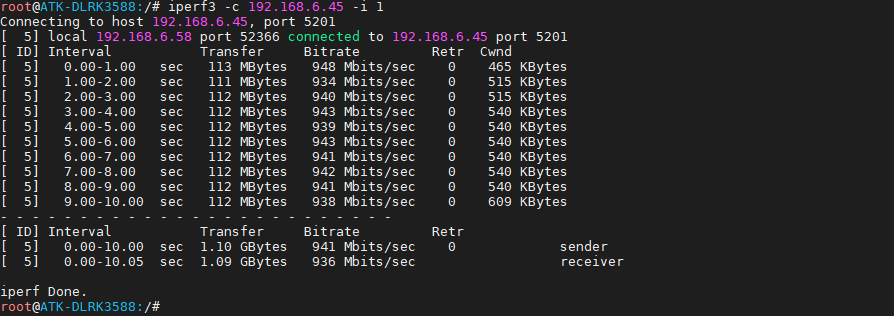 root@ATK-DLRK3588:/# iperf3 -c 192.168.6.45 -i 1
Connecting to host 192.168.6.45, port 5201
[  5] local 192.168.6.58 port 52366 connected to 192.168.6.45 port 5201
[ ID] Interval           Transfer     Bitrate         Retr  Cwnd
[  5]   0.00-1.00   sec   113 MBytes   948 Mbits/sec    0    465 KBytes
[  5]   1.00-2.00   sec   111 MBytes   934 Mbits/sec    0    515 KBytes
[  5]   2.00-3.00   sec   112 MBytes   940 Mbits/sec    0    515 KBytes
[  5]   3.00-4.00   sec   112 MBytes   943 Mbits/sec    0    540 KBytes
[  5]   4.00-5.00   sec   112 MBytes   939 Mbits/sec    0    540 KBytes
[  5]   5.00-6.00   sec   112 MBytes   943 Mbits/sec    0    540 KBytes
[  5]   6.00-7.00   sec   112 MBytes   941 Mbits/sec    0    540 KBytes
[  5]   7.00-8.00   sec   112 MBytes   942 Mbits/sec    0    540 KBytes
[  5]   8.00-9.00   sec   112 MBytes   941 Mbits/sec    0    540 KBytes
[  5]   9.00-10.00  sec   112 MBytes   938 Mbits/sec    0    609 KBytes
- - - - - - - - - - - - - - - - - - - - - - - - -
[ ID] Interval           Transfer     Bitrate         Retr
[  5]   0.00-10.00  sec  1.10 GBytes   941 Mbits/sec    0             sender
[  5]   0.00-10.05  sec  1.09 GBytes   936 Mbits/sec                  receiver
iperf Done.
root@ATK-DLRK3588:/#